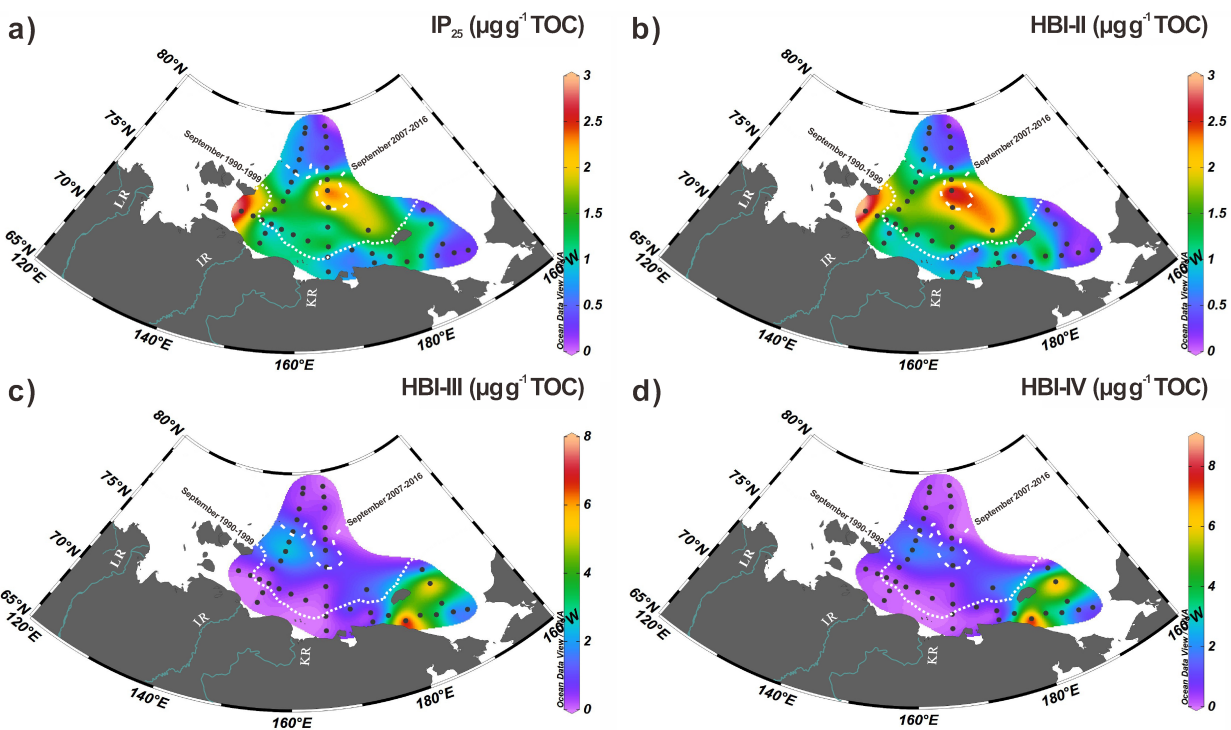 a) IP25 (μg g-1 TOC)
80°N
75°N
70°N
65°N
120°E
140°E
160°E
180°E
160°W
September 1990-1999
September 2007-2016
LR
IR
KR
3
2.5
2
1.5
1
0.5
0
Ocean Data View
b) HBI-II (μg g-1 TOC)
80°N
75°N
70°N
65°N
120°E
140°E
160°E
180°E
160°W
September 1990-1999
September 2007-2016
LR
IR
KR
3
2.5
2
1.5
1
0.5
0
Ocean Data View
c) HBI-III (μg g-1 TOC)
80°N
75°N
70°N
65°N
120°E
140°E
160°E
180°E
160°W
September 1990-1999
September 2007-2016
LR
IR
KR
8
6
4
2
0
Ocean Data View
d) HBI-IV (μg g-1 TOC)
80°N
75°N
70°N
65°N
120°E
140°E
160°E
180°E
160°W
September 1990-1999
September 2007-2016
LR
IR
KR
8
6
4
2
0
Ocean Data View